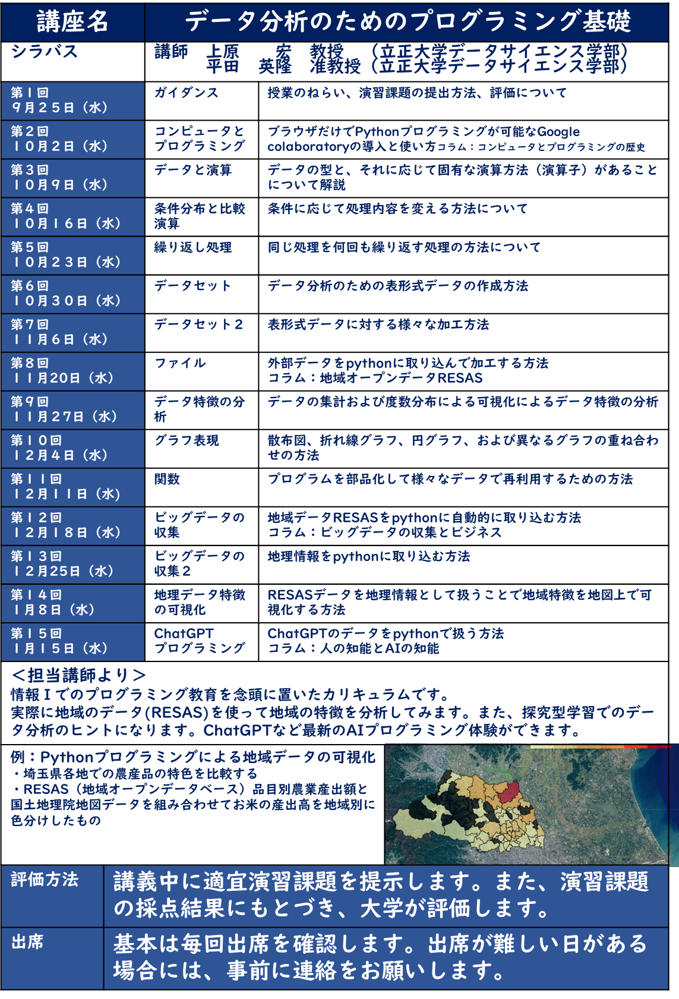 講座名
データ分析のためのプログラミング基礎
シラバス
講師　上原　　宏　教授　（立正大学データサイエンス学部）
平田　英隆　准教授（立正大学データサイエンス学部）
第１回
９月２５日（水）
ガイダンス
授業のねらい、演習課題の提出方法、評価について
第２回
１０月２日（水）
コンピュータと
プログラミング
ブラウザだけでPythonプログラミングが可能なGoogle
colaboratoryの導入と使い方コラム：コンピュータとプログラミングの歴史
第３回
１０月９日（水）
データと演算
データの型と、それに応じて固有な演算方法（演算子）があること
について解説
第４回
１０月１６日（水）
条件分布と比較
演算
条件に応じて処理内容を変える方法について
第５回
１０月２３日（水）
繰り返し処理
同じ処理を何回も繰り返す処理の方法について
第６回
１０月３０日（水）
データセット
データ分析のための表形式データの作成方法
第７回
１１月６日（水）
データセット２
表形式データに対する様々な加工方法
第８回
１１月20日（水）
ファイル
外部データをpythonに取り込んで加工する方法
コラム：地域オープンデータRESAS
第９回
１１月２7日（水）
データ特徴の分
析
データの集計および度数分布による可視化によるデータ特徴の分析
第１０回
１２月４日（水）
グラフ表現
散布図、折れ線グラフ、円グラフ、および異なるグラフの重ね合わ
せの方法
第１１回
１２月１１日（水)
関数
プログラムを部品化して様々なデータで再利用するための方法
第１２回
１２月１８日（水）
ビッグデータの
収集
地域データRESASをpythonに自動的に取り込む方法
コラム：ビッグデータの収集とビジネス
第１３回
１２月25日（水）
ビッグデータの
収集２
地理情報をpythonに取り込む方法
第１４回
１月８日（水）
地理データ特徴
の可視化
RESASデータを地理情報として扱うことで地域特徴を地図上で可
視化する方法
第１５回
１月１５日（水）
ChatGPT
プログラミング
ChatGPTのデータをpythonで扱う方法
コラム：人の知能とAIの知能
＜担当講師より＞
情報Ⅰでのプログラミング教育を念頭に置いたカリキュラムです。
実際に地域のデータ(RESAS)を使って地域の特徴を分析してみます。また、探究型学習でのデー
タ分析のヒントになります。ChatGPTなど最新のAIプログラミング体験ができます。
例：Pythonプログラミングによる地域データの可視化
・埼玉県各地での農産品の特色を比較する
・RESAS（地域オープンデータベース）品目別農業産出額と
国土地理院地図データを組み合わせてお米の産出高を地域別に
色分けしたもの
評価方法
講義中に適宜演習課題を提示します。また、演習課題
の採点結果にもとづき、大学が評価します。
出席
基本は毎回出席を確認します。出席が難しい日がある
場合には、事前に連絡をお願いします。